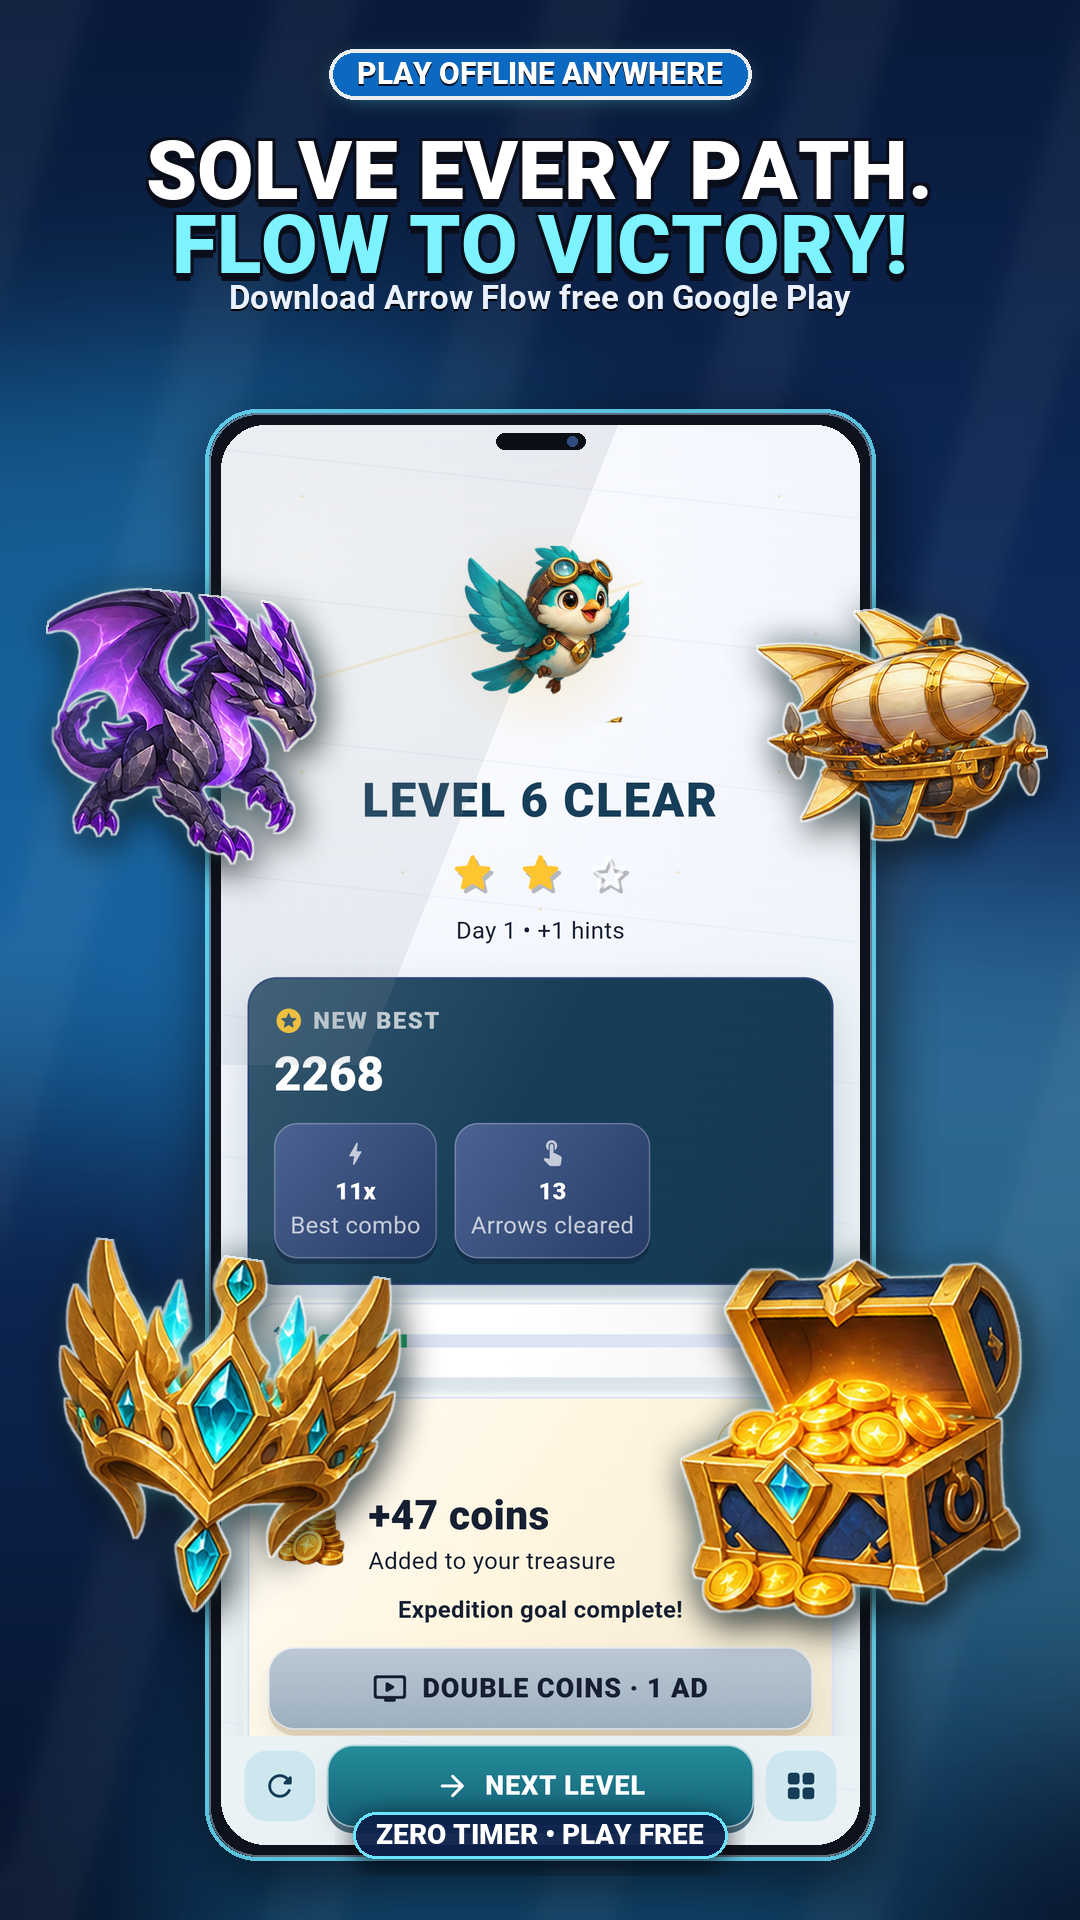 PLAY OFFLINE ANYWHERE
SOLVE EVERY PATH.
FLOW TO VICTORY!
Download Arrow Flow free on Google Play
LEVEL 6 CLEAR
Day 1 • +1 hints
NEW BEST
2268
11x
Best combo
13
Arrows cleared
+47 coins
Added to your treasure
Expedition goal complete!
DOUBLE COINS · 1 AD
NEXT LEVEL
ZERO TIMER • PLAY FREE